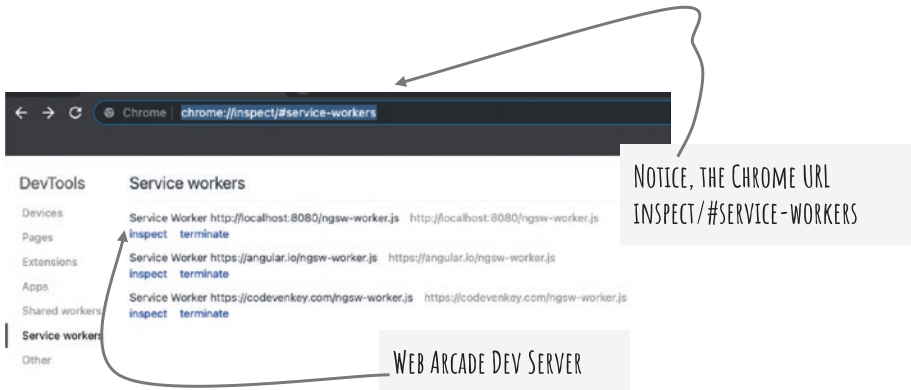 Chrome | chrome://inspect/#service-workers
DevTools
Devices
Pages
Extensions
Apps
Shared workers
Service workers
Other
Service workers
Service Worker http://localhost:8080/ngsw-worker.js http://localhost:8080/ngsw-worker.js
inspect terminate
Service Worker https://angular.io/ngsw-worker.js https://angular.io/ngsw-worker.js
inspect terminate
Service Worker https://codevenkey.com/ngsw-worker.js https://codevenkey.com/ngsw-worker.js
inspect terminate
NOTICE, THE CHROME URL
INSPECT/#SERVICE-WORKERS
WEB ARCADE DEV SERVER